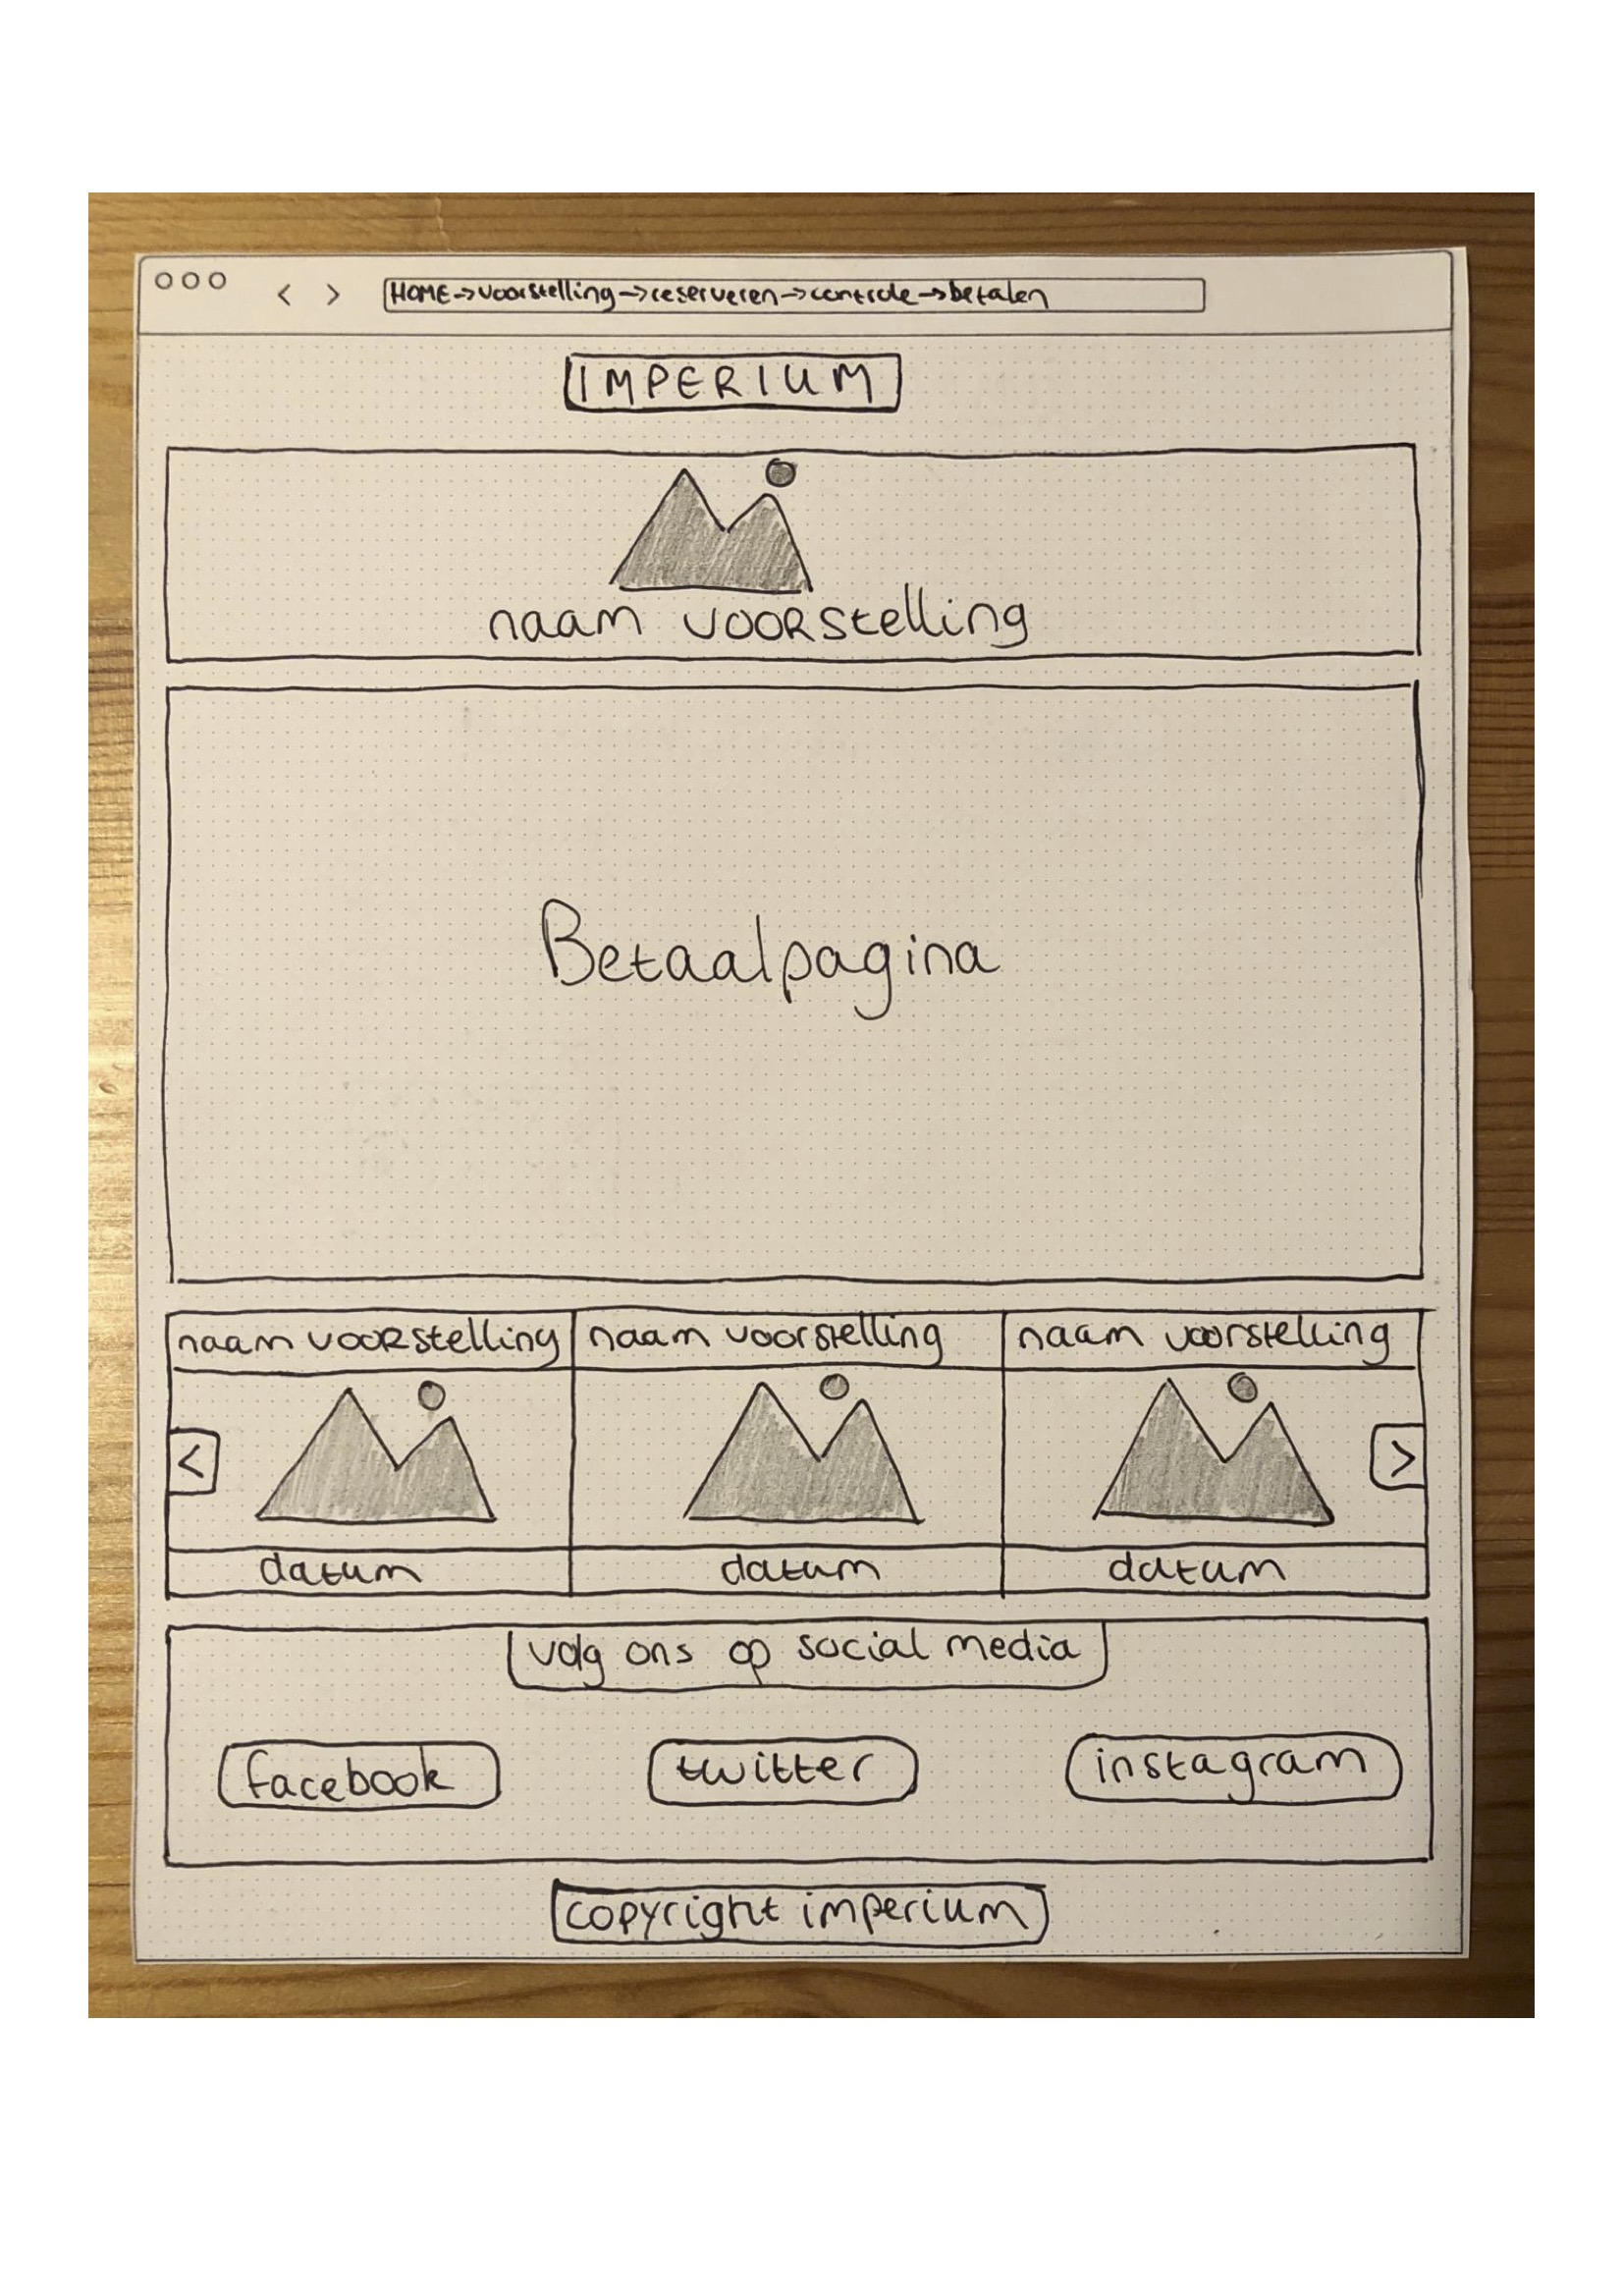 HOME->voorstelling->reserveren->controle->betalen
IMPERIUM
naam voorstelling
Betaalpagina
naam voorstelling naam voorstelling naam voorstelling
< >
datum datum datum
volg ons op social media
facebook twitter instagram
copyright imperium